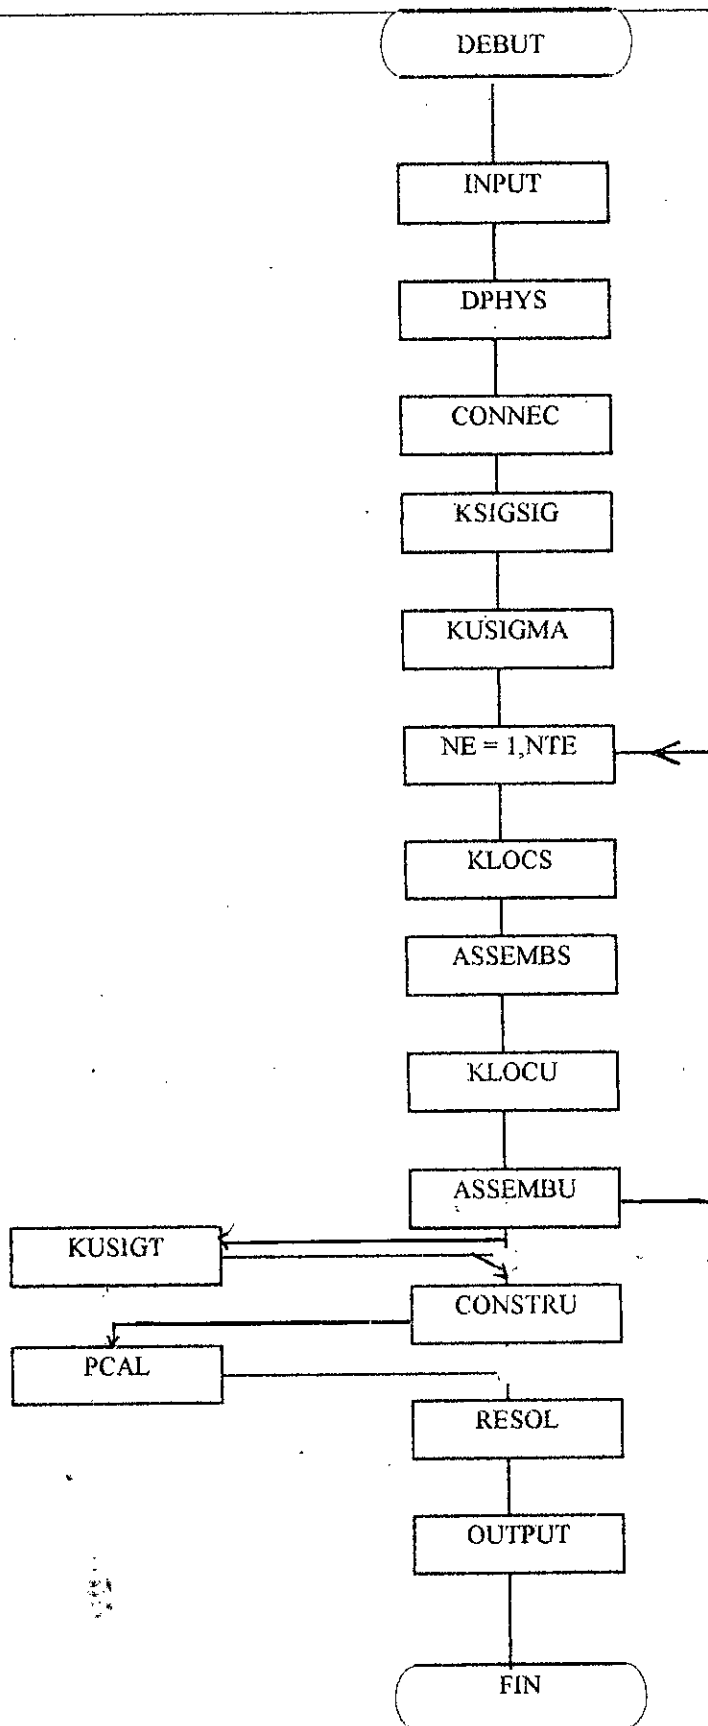 DEBUT
INPUT
DPHYS
CONNEC
KSIGSIG
KUSIGMA
NE = 1,NTE
KLOCS
ASSEMBS
KLOCU
ASSEMBU
KUSIGT
CONSTRU
PCAL
RESOL
OUTPUT
FIN